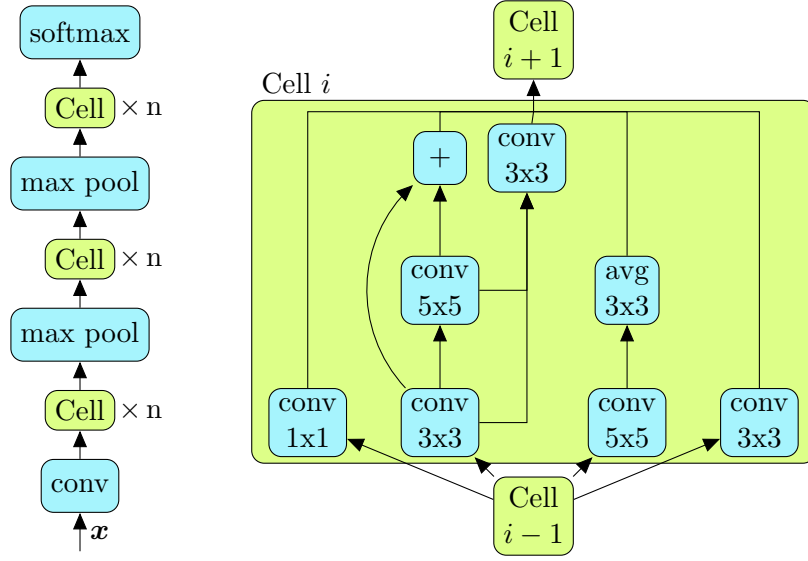 softmax
Cell × n
max pool
Cell × n
max pool
Cell × n
conv
x
Cell
i + 1
Cell i
+
conv
3x3
conv
5x5
avg
3x3
conv
1x1
conv
3x3
conv
5x5
conv
3x3
Cell
i − 1